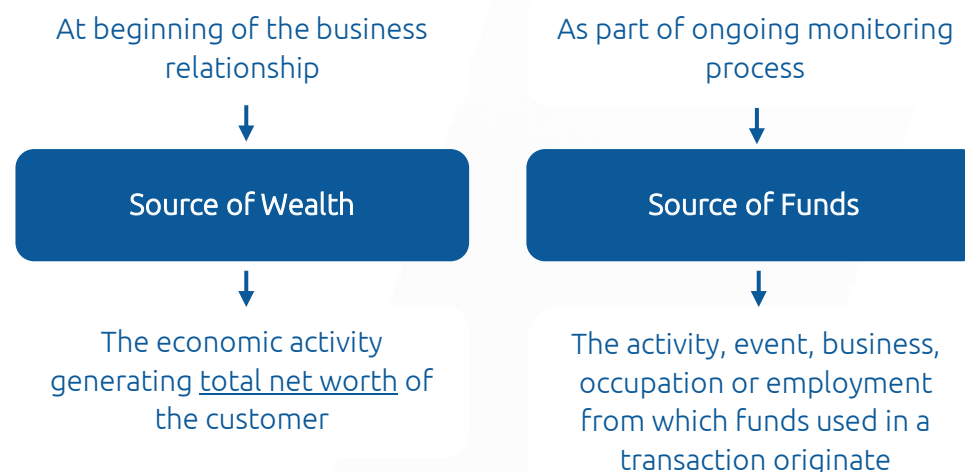 At beginning of the business
relationship
Source of Wealth
The economic activity
generating total net worth of
the customer
As part of ongoing monitoring
process
Source of Funds
The activity, event, business,
occupation or employment
from which funds used in a
transaction originate